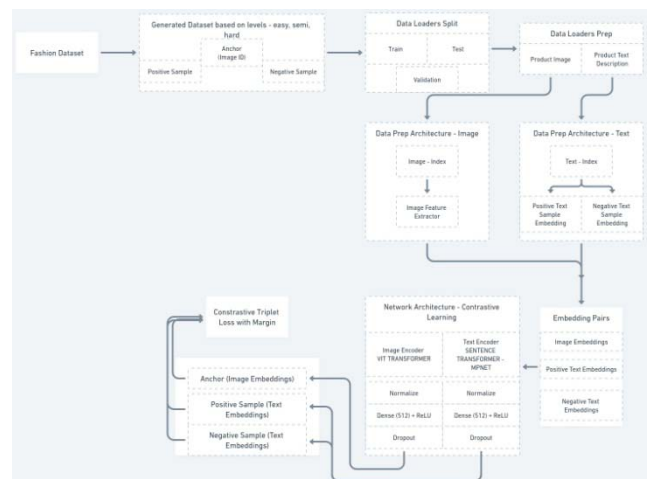 Fashion Dataset
Generated Dataset based on levels - easy, semi,
hard
Anchor
(Image ID)
Positive Sample
Negative Sample
Data Loaders Split
Train
Test
Validation
Data Loaders Prep
Product Image
Product Text
Description
Data Prep Architecture - Image
Image - Index
Image Feature
Extractor
Data Prep Architecture - Text
Text - Index
Positive Text
Sample
Embedding
Negative Text
Sample
Embedding
Constrastive Triplet
Loss with Margin
Anchor (Image Embeddings)
Positive Sample (Text
Embeddings)
Negative Sample (Text
Embeddings)
Network Architecture - Contrastive
Learning
Image Encoder
VIT TRANSFORMER
Text Encoder
SENTENCE
TRANSFORMER -
MPNET
Normalize
Normalize
Dense (512) + ReLU
Dense (512) + ReLU
Dropout
Dropout
Embedding Pairs
Image Embeddings
Positive Text Embeddings
Negative Text
Embeddings